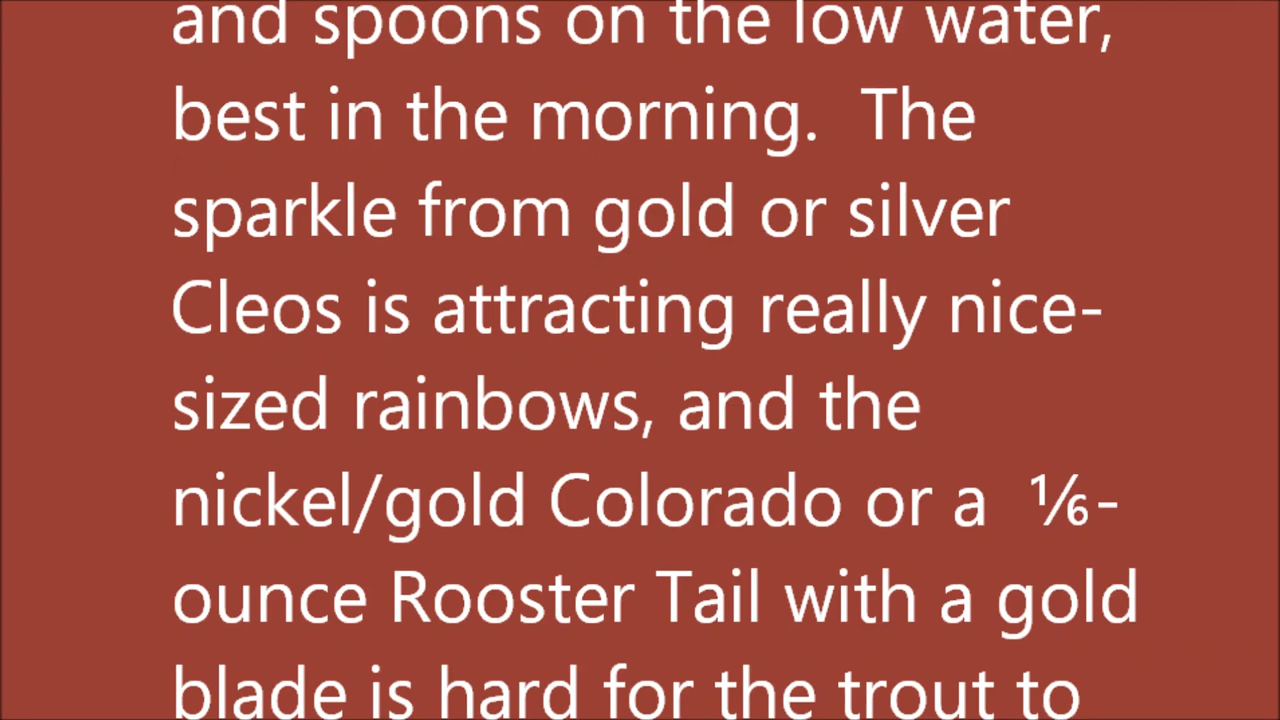 and spoons on the low water,
best in the morning.  The
sparkle from gold or silver
Cleos is attracting really nice-
sized rainbows, and the
nickel/gold Colorado or a  ⅙-
ounce Rooster Tail with a gold
blade is hard for the trout to